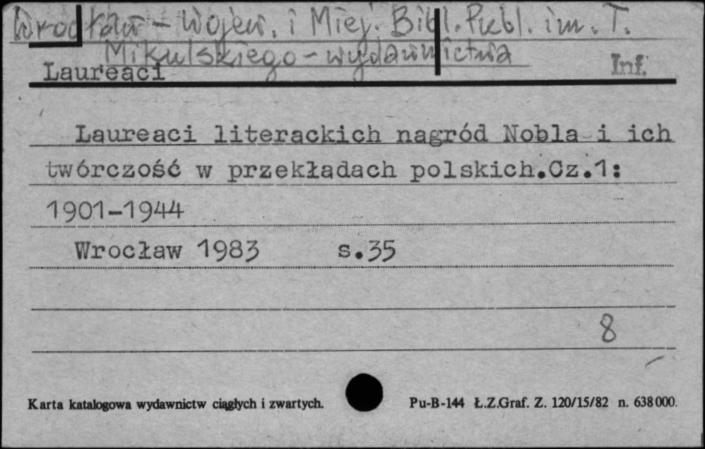 Wrocław - Wojew. i Miej. Bibl. Publ. im. T.
Mikulskiego - wydawnictwa
Laureaci Inf.
Laureaci literackich nagród Nobla i ich
twórczość w przekładach polskich.Cz.1:
1901-1944
Wrocław 1983 s.35
8
Karta katalogowa wydawnictw ciągłych i zwartych. Pu-B-144 Ł.Z.Graf. Z. 120/15/82 n. 638000.